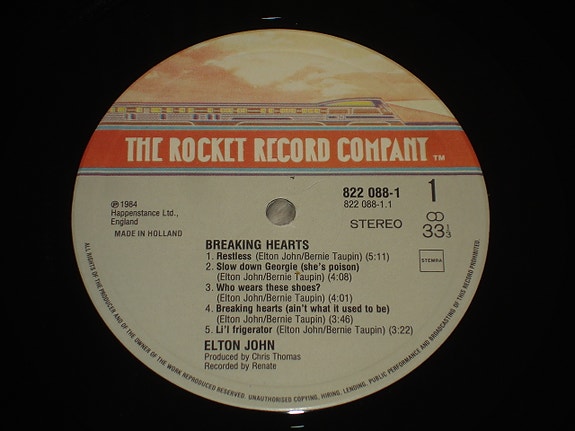 THE ROCKET RECORD COMPANY TM
℗ 1984
Happenstance Ltd.,
England
MADE IN HOLLAND
822 088-1
822 088-1.1
1
STEREO
33 1/3
STEMRA
BREAKING HEARTS
1. Restless (Elton John/Bernie Taupin) (5:11)
2. Slow down Georgie (she's poison)
(Elton John/Bernie Taupin) (4:08)
3. Who wears these shoes?
(Elton John/Bernie Taupin) (4:01)
4. Breaking hearts (ain't what it used to be)
(Elton John/Bernie Taupin) (3:46)
5. Li'l frigerator (Elton John/Bernie Taupin) (3:22)
ELTON JOHN
Produced by Chris Thomas
Recorded by Renate
ALL RIGHTS OF THE PRODUCER AND OF THE OWNER OF THE WORK REPRODUCED RESERVED. UNAUTHORISED COPYING, HIRING, LENDING, PUBLIC PERFORMANCE AND BROADCASTING OF THIS RECORD PROHIBITED.